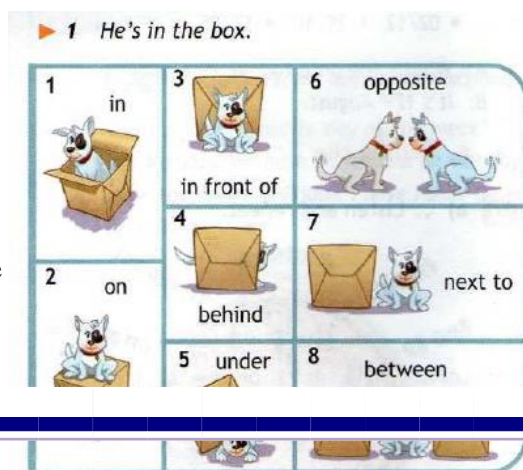 ► 1 He's in the box.
1
in
2
on
3
in front of
4
behind
5 under
6 opposite
7
next to
8
between